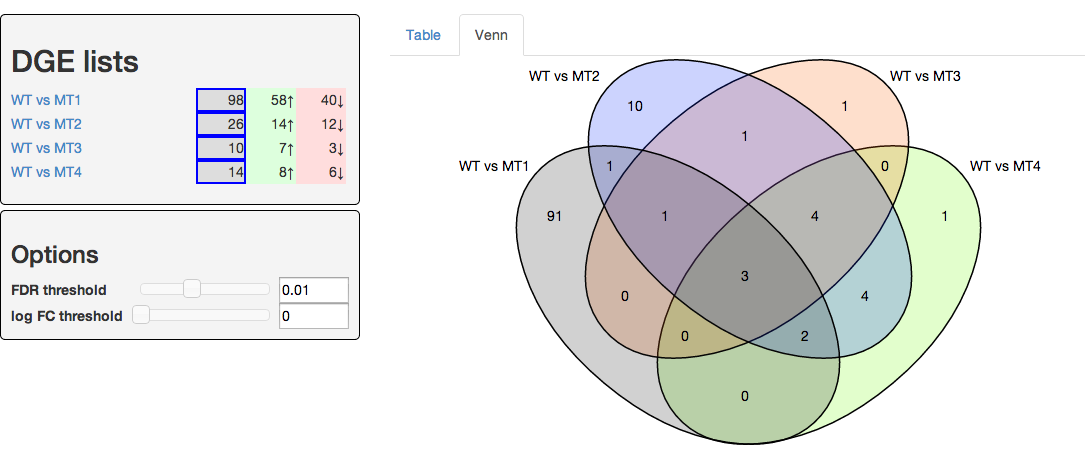 DGE lists
WT vs MT1 98 58↑ 40↓
WT vs MT2 26 14↑ 12↓
WT vs MT3 10 7↑ 3↓
WT vs MT4 14 8↑ 6↓
Options
FDR threshold 0.01
log FC threshold 0
Table Venn
WT vs MT2 WT vs MT3
10 1
1
WT vs MT1 1 0 WT vs MT4
91 1 4 1
3
0 4
0 2
0